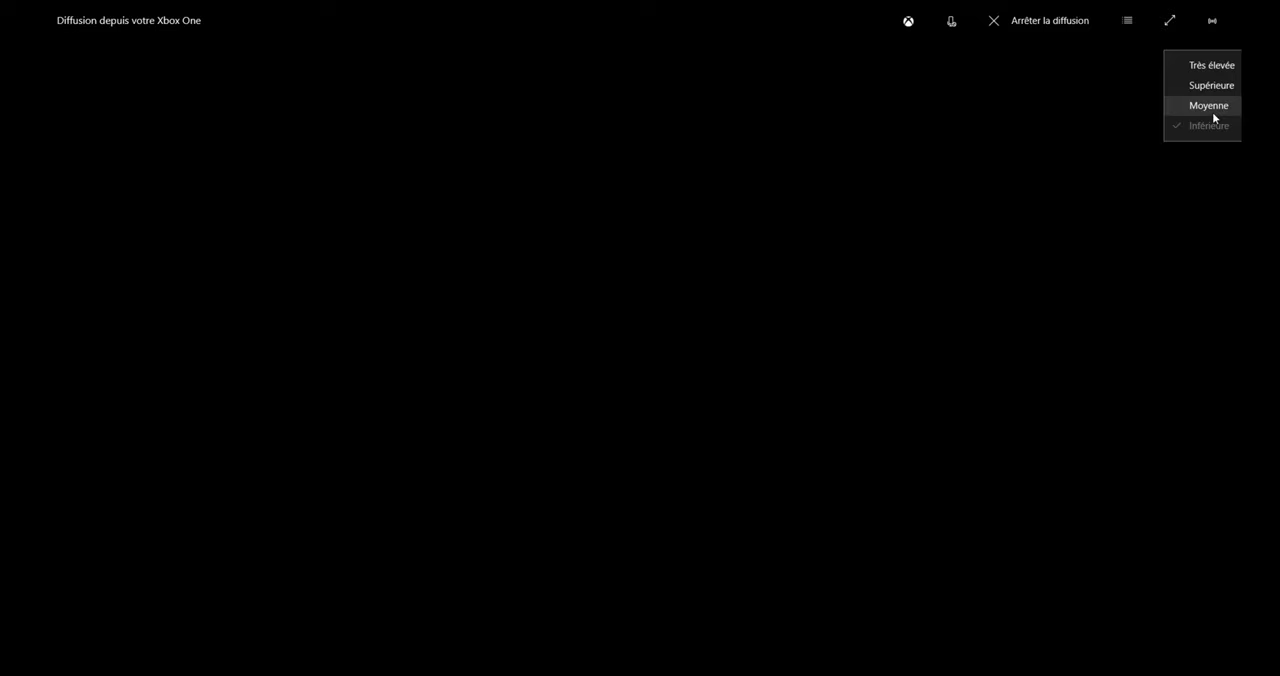 Diffusion depuis votre Xbox One
Arrêter la diffusion
Très élevée
Supérieure
Moyenne
Inférieure